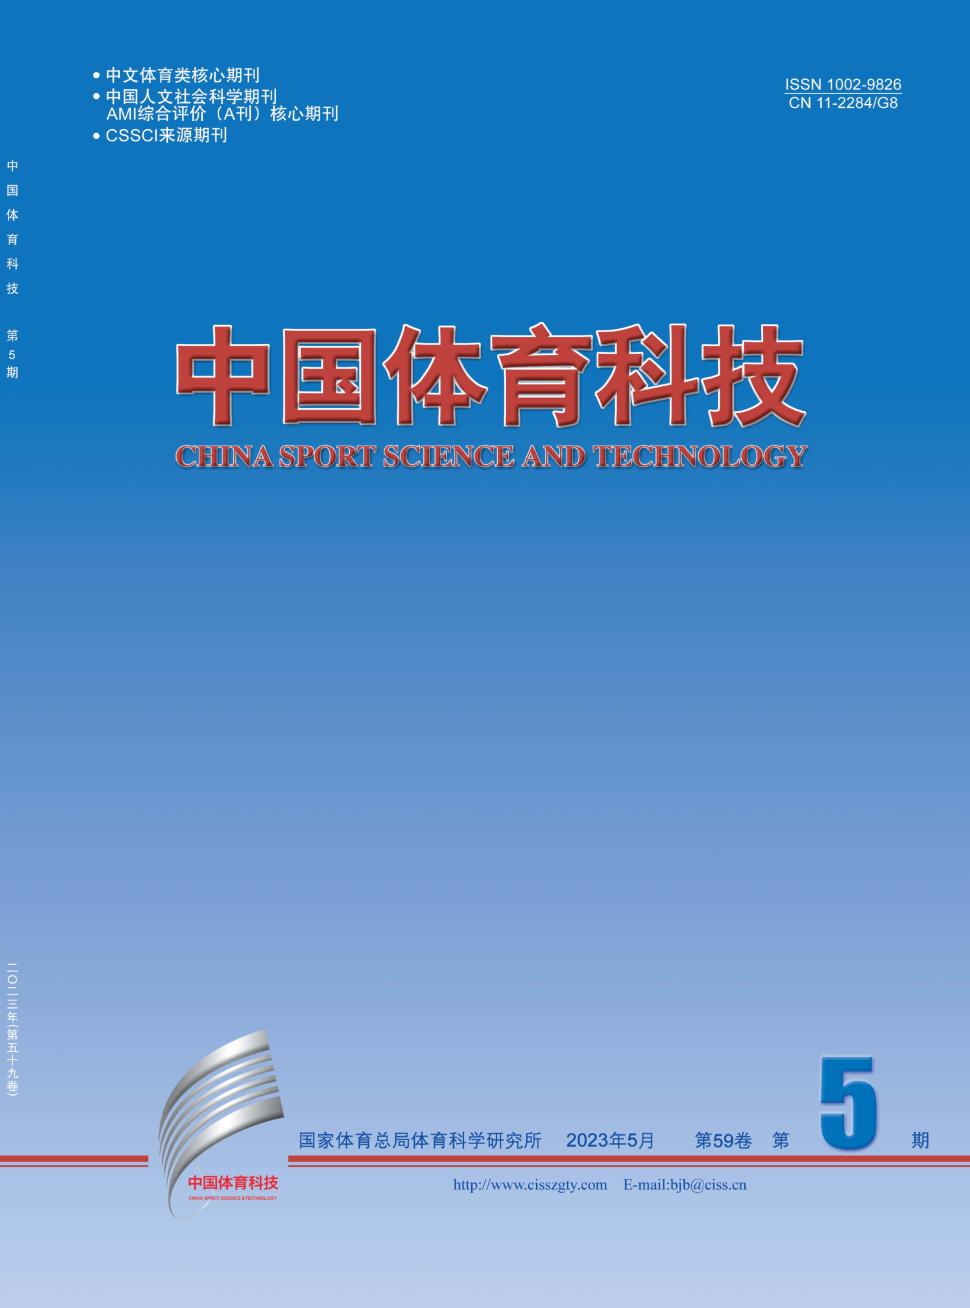 • 中文体育类核心期刊
• 中国人文社会科学期刊
AMI综合评价（A刊）核心期刊
• CSSCI来源期刊
ISSN 1002-9826
CN 11-2284/G8
中国体育科技 第5期
中国体育科技
CHINA SPORT SCIENCE AND TECHNOLOGY
二〇二三年(第五十九卷)
国家体育总局体育科学研究所 2023年5月 第59卷 第 5 期
中国体育科技
CHINA SPROT SCIENCE &TECHNOLOGY
http://www.cisszgty.com E-mail:bjb@ciss.cn